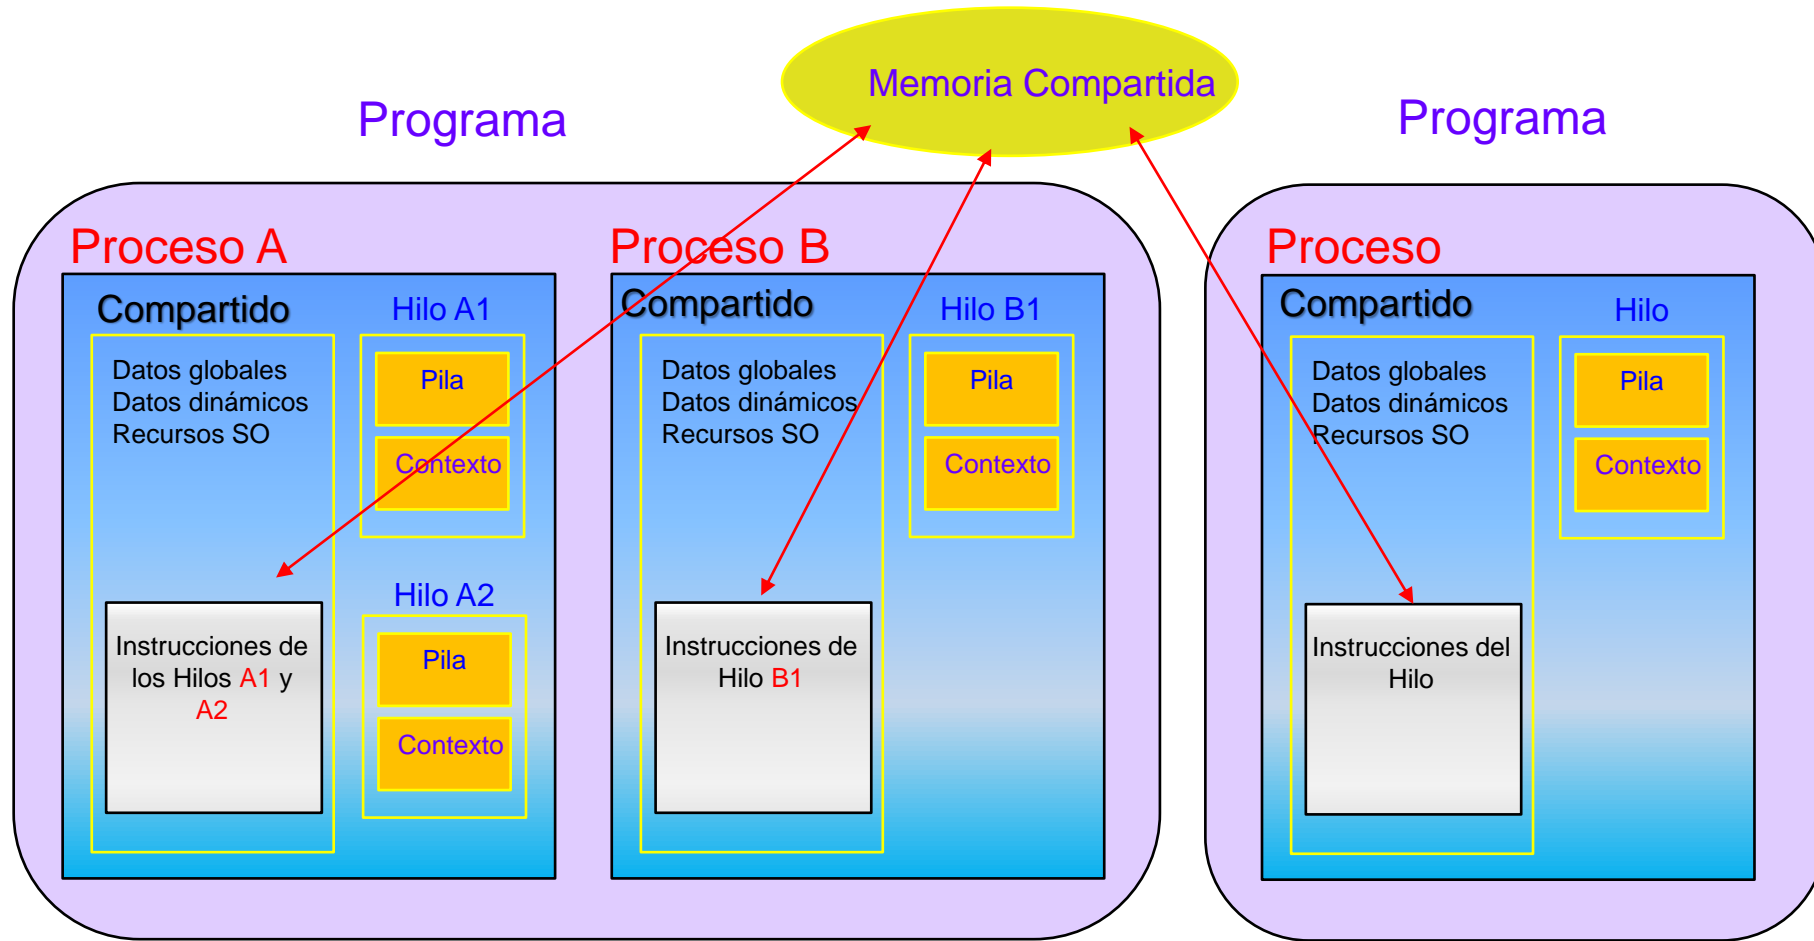 Memoria Compartida
Programa
Programa
Proceso A
Compartido
Datos globales
Datos dinámicos
Recursos SO
Instrucciones de
los Hilos A1 y
A2
Hilo A1
Pila
Contexto
Hilo A2
Pila
Contexto
Proceso B
Compartido
Datos globales
Datos dinámicos
Recursos SO
Instrucciones de
Hilo B1
Hilo B1
Pila
Contexto
Proceso
Compartido
Datos globales
Datos dinámicos
Recursos SO
Instrucciones del
Hilo
Hilo
Pila
Contexto